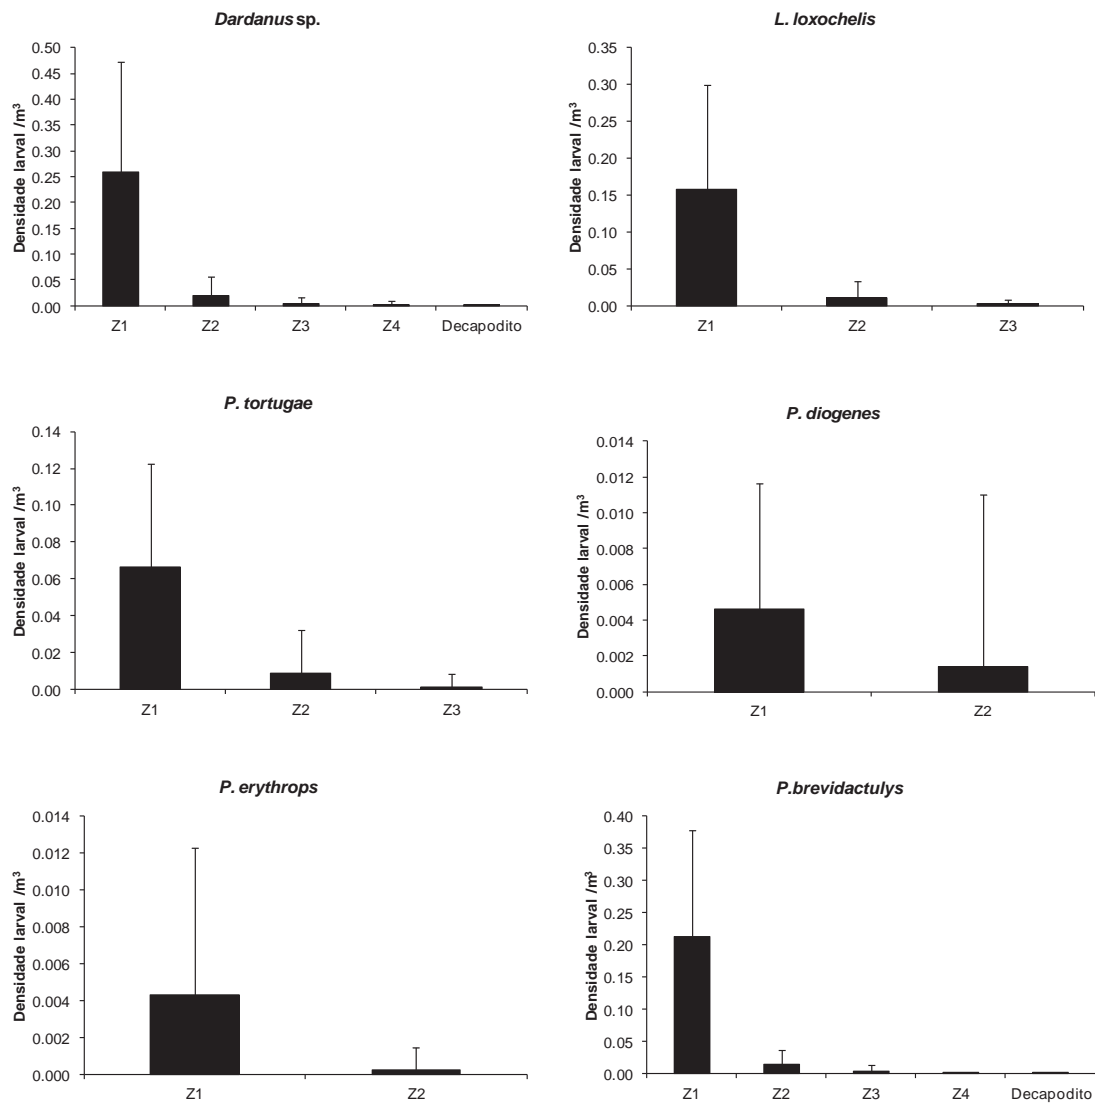 Dardanus sp.
Densidade larval /m³
0.50
0.45
0.40
0.35
0.30
0.25
0.20
0.15
0.10
0.05
0.00
Z1 Z2 Z3 Z4 Decapodito
L. loxochelis
Densidade larval /m³
0.35
0.30
0.25
0.20
0.15
0.10
0.05
0.00
Z1 Z2 Z3
P. tortugae
Densidade larval /m³
0.14
0.12
0.10
0.08
0.06
0.04
0.02
0.00
Z1 Z2 Z3
P. diogenes
Densidade larval /m³
0.014
0.012
0.010
0.008
0.006
0.004
0.002
0.000
Z1 Z2
P. erythrops
Densidade larval /m³
0.014
0.012
0.010
0.008
0.006
0.004
0.002
0.000
Z1 Z2
P.brevidactulys
Densidade larval /m³
0.40
0.35
0.30
0.25
0.20
0.15
0.10
0.05
0.00
Z1 Z2 Z3 Z4 Decapodito